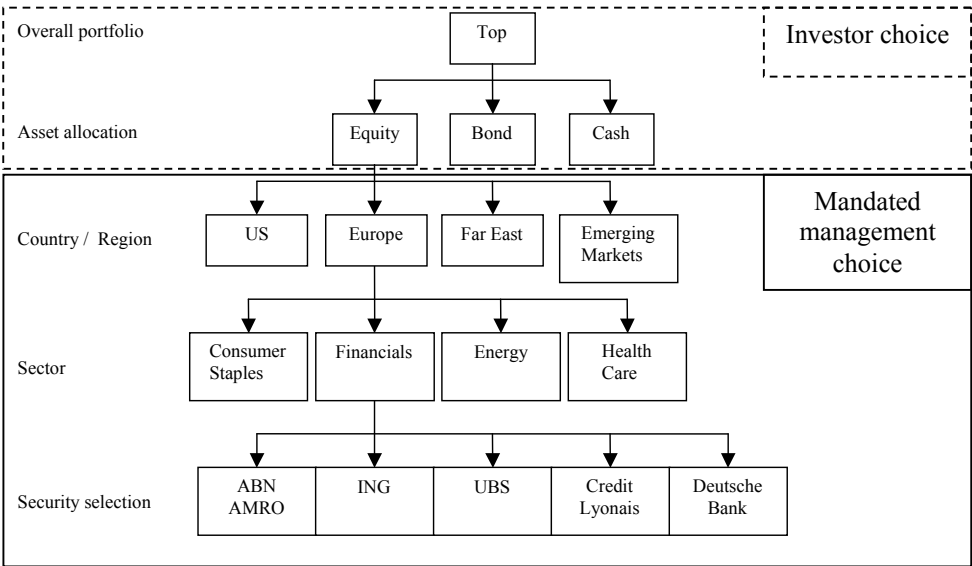 Overall portfolio
Top
Investor choice
Asset allocation
Equity
Bond
Cash
Mandated
management
choice
Country / Region
US
Europe
Far East
Emerging
Markets
Sector
Consumer
Staples
Financials
Energy
Health
Care
Security selection
ABN
AMRO
ING
UBS
Credit
Lyonais
Deutsche
Bank